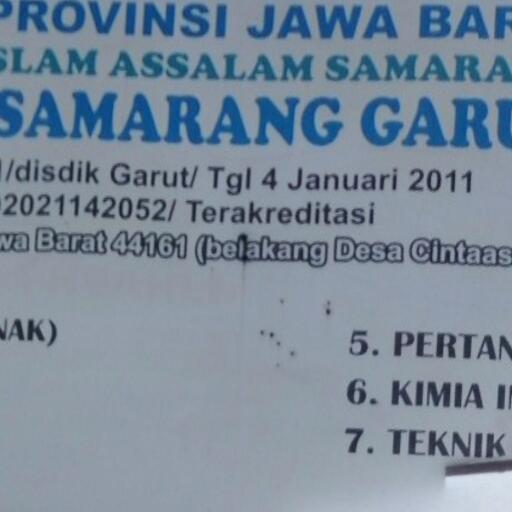 PROVINSI JAWA BAR
SLAM ASSALAM SAMARA
SAMARANG GARU
/disdik Garut/ Tgl 4 Januari 2011
02021142052/ Terakreditasi
wa Barat 44161 (belakang Desa Cintaas
NAK)
5. PERTAN
6. KIMIA I
7. TEKNIK